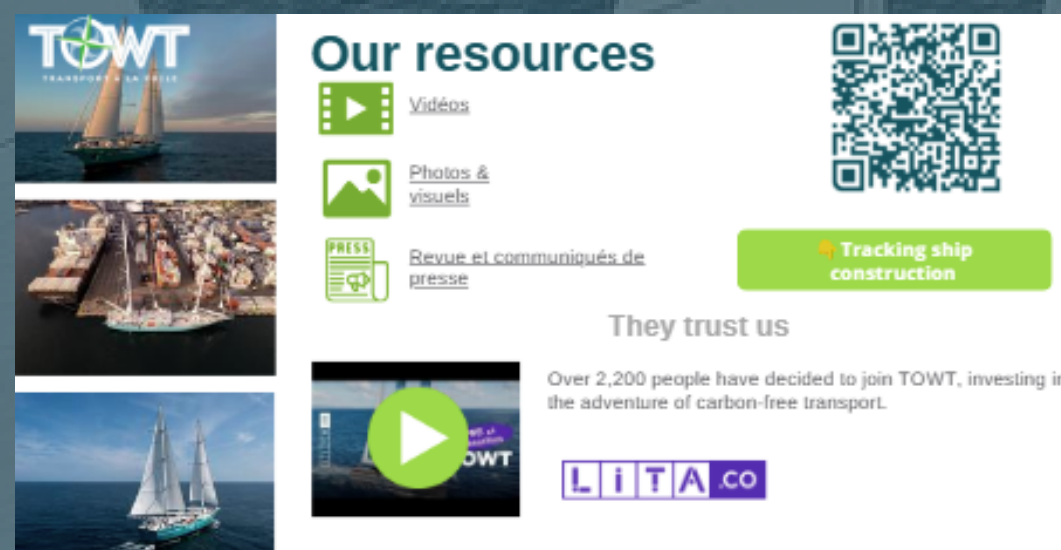 TOWT
TRANSPORT À LA VOILE
Our resources
Vidéos
Photos &
visuels
PRESS
Revue et communiqués de
presse
👇Tracking ship
construction
They trust us
Over 2,200 people have decided to join TOWT, investing in
the adventure of carbon-free transport.
OWT
LiTA.CO